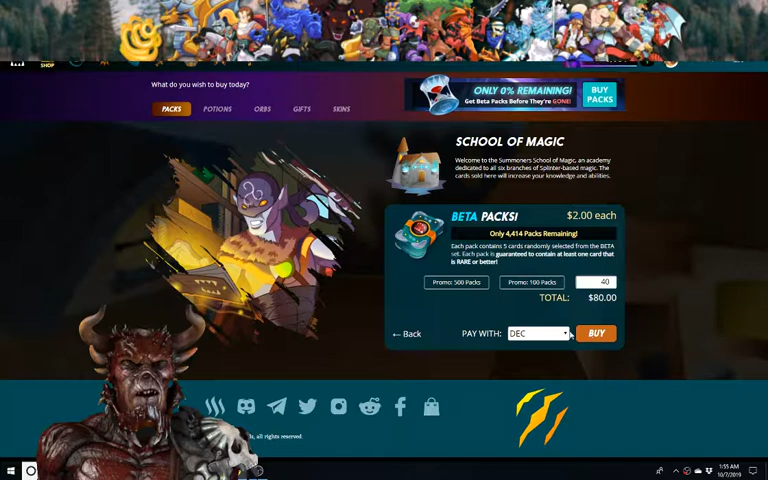 SHOP
What do you wish to buy today?
ONLY 0% REMAINING!
Get Beta Packs Before They're GONE!
BUY PACKS
PACKS
POTIONS
ORBS
GIFTS
SKINS
SCHOOL OF MAGIC
Welcome to the Summoners School of Magic, an academy
dedicated to all six branches of Splinter-based magic. The
cards sold here will increase your knowledge and abilities.
BETA PACKS!
$2.00 each
Only 4,414 Packs Remaining!
Each pack contains 5 cards randomly selected from the BETA
set. Each pack is guaranteed to contain at least one card that
is RARE or better!
Promo: 500 Packs
Promo: 100 Packs
40
TOTAL: $80.00
← Back
PAY WITH: DEC
BUY
all rights reserved.
1:55 AM
10/7/2019